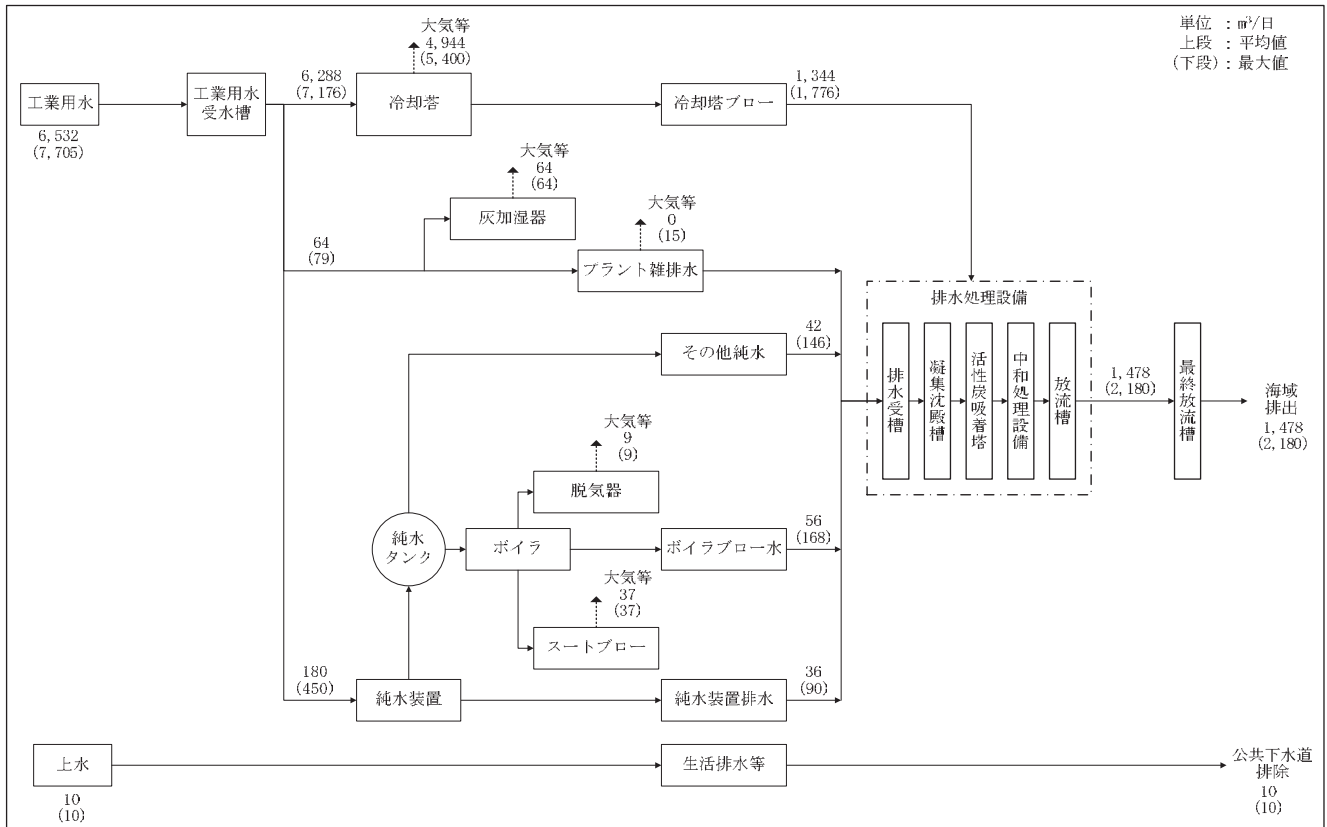 単位 : ㎥/日
上段 : 平均値
(下段) : 最大値
工業用水
6,532
(7,705)
工業用水
受水槽
6,288
(7,176)
大気等
4,944
(5,400)
冷却塔
冷却塔ブロー
1,344
(1,776)
大気等
64
(64)
灰加湿器
64
(79)
大気等
0
(15)
プラント雑排水
その他純水
42
(146)
大気等
9
(9)
脱気器
純水
タンク
ボイラ
ボイラブロー水
56
(168)
大気等
37
(37)
スートブロー
180
(450)
純水装置
純水装置排水
36
(90)
排水処理設備
排水受槽
凝集沈殿槽
活性炭吸着塔
中和処理設備
放流槽
1,478
(2,180)
最終放流槽
海域
排出
1,478
(2,180)
上水
10
(10)
生活排水等
公共下水道
排除
10
(10)